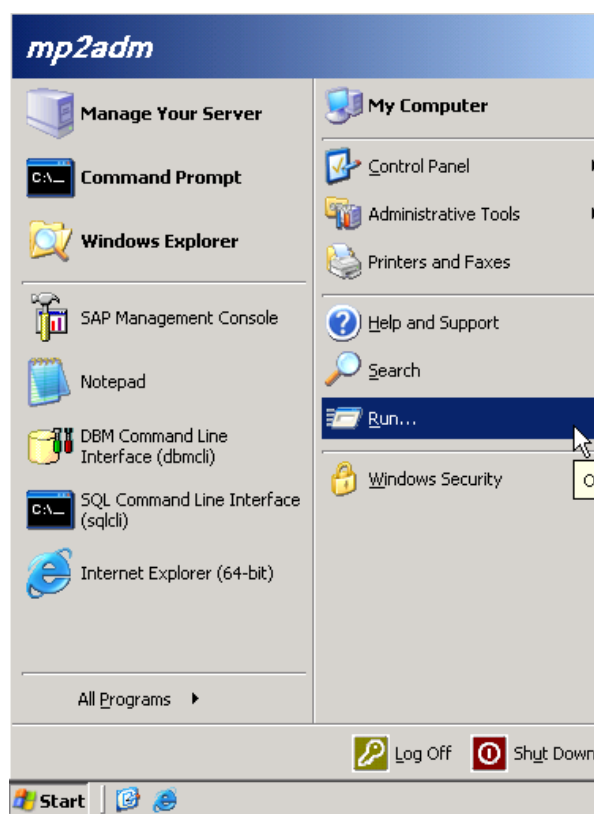 mp2adm
Manage Your Server
Command Prompt
Windows Explorer
SAP Management Console
Notepad
DBM Command Line
Interface (dbmcli)
SQL Command Line Interface
(sqlcli)
Internet Explorer (64-bit)
All Programs
My Computer
Control Panel
Administrative Tools
Printers and Faxes
Help and Support
Search
Run...
Windows Security
Log Off
Shut Down
Start